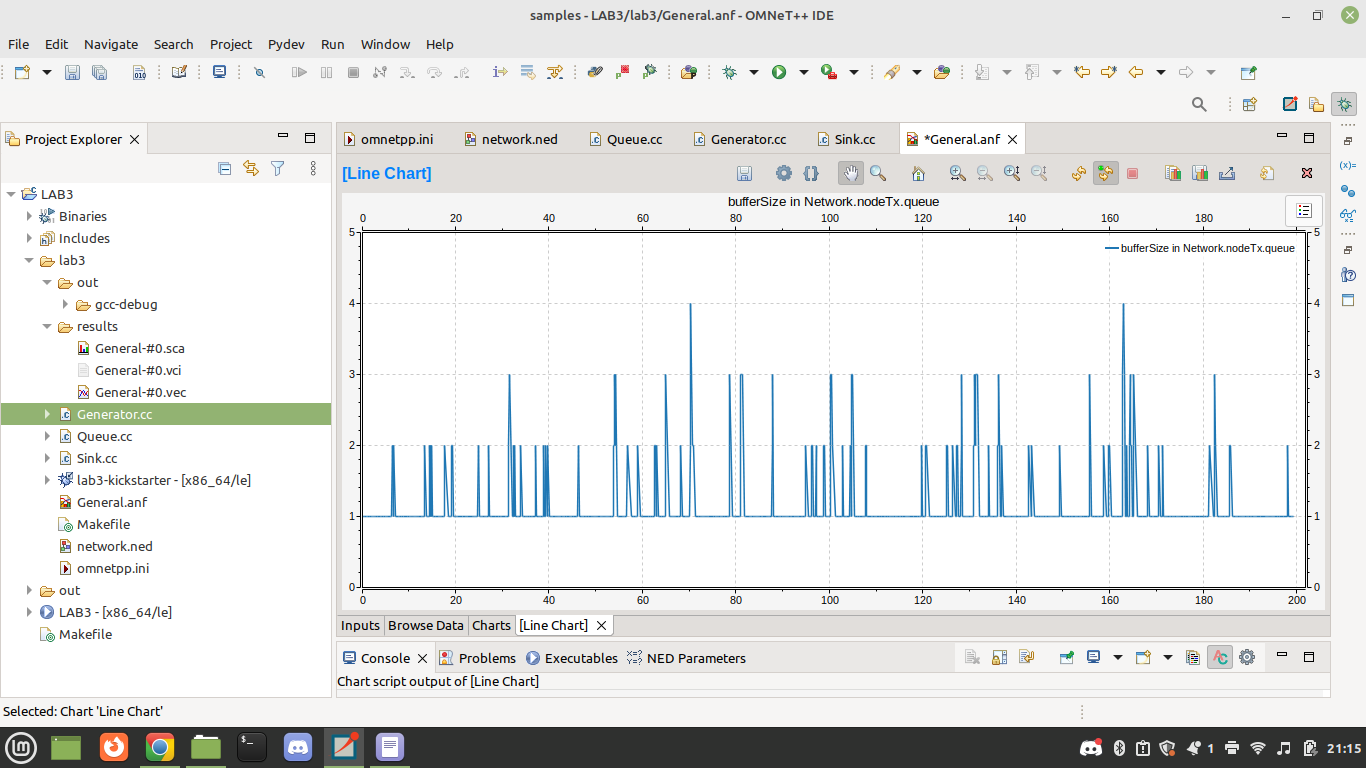 samples - LAB3/lab3/General.anf - OMNeT++ IDE
File Edit Navigate Search Project Pydev Run Window Help
Project Explorer
omnetpp.ini network.ned Queue.cc Generator.cc Sink.cc *General.anf
[Line Chart]
LAB3
Binaries
Includes
lab3
out
gcc-debug
results
General-#0.sca
General-#0.vci
General-#0.vec
Generator.cc
Queue.cc
Sink.cc
lab3-kickstarter - [x86_64/le]
General.anf
Makefile
network.ned
omnetpp.ini
out
LAB3 - [x86_64/le]
Makefile
bufferSize in Network.nodeTx.queue
0 20 40 60 80 100 120 140 160 180
bufferSize in Network.nodeTx.queue
5 5
4 4
3 3
2 2
1 1
0 0
0 20 40 60 80 100 120 140 160 180 200
Inputs Browse Data Charts [Line Chart]
Console Problems Executables NED Parameters
Chart script output of [Line Chart]
Selected: Chart 'Line Chart'
1 21:15